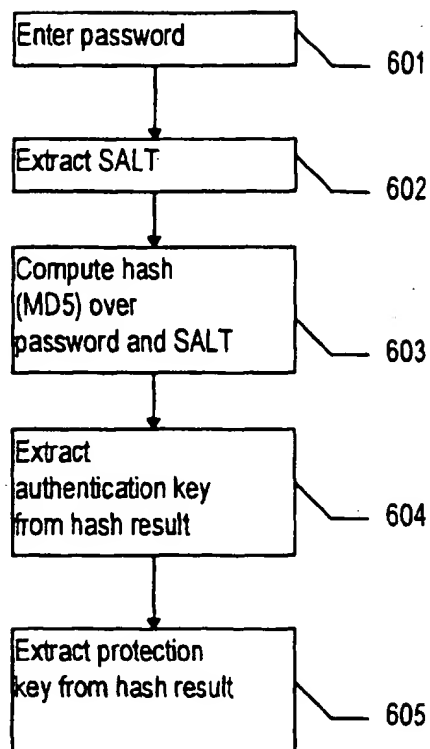 Enter password
601
Extract SALT
602
Compute hash
(MD5) over
password and SALT
603
Extract
authentication key
from hash result
604
Extract protection
key from hash result
605